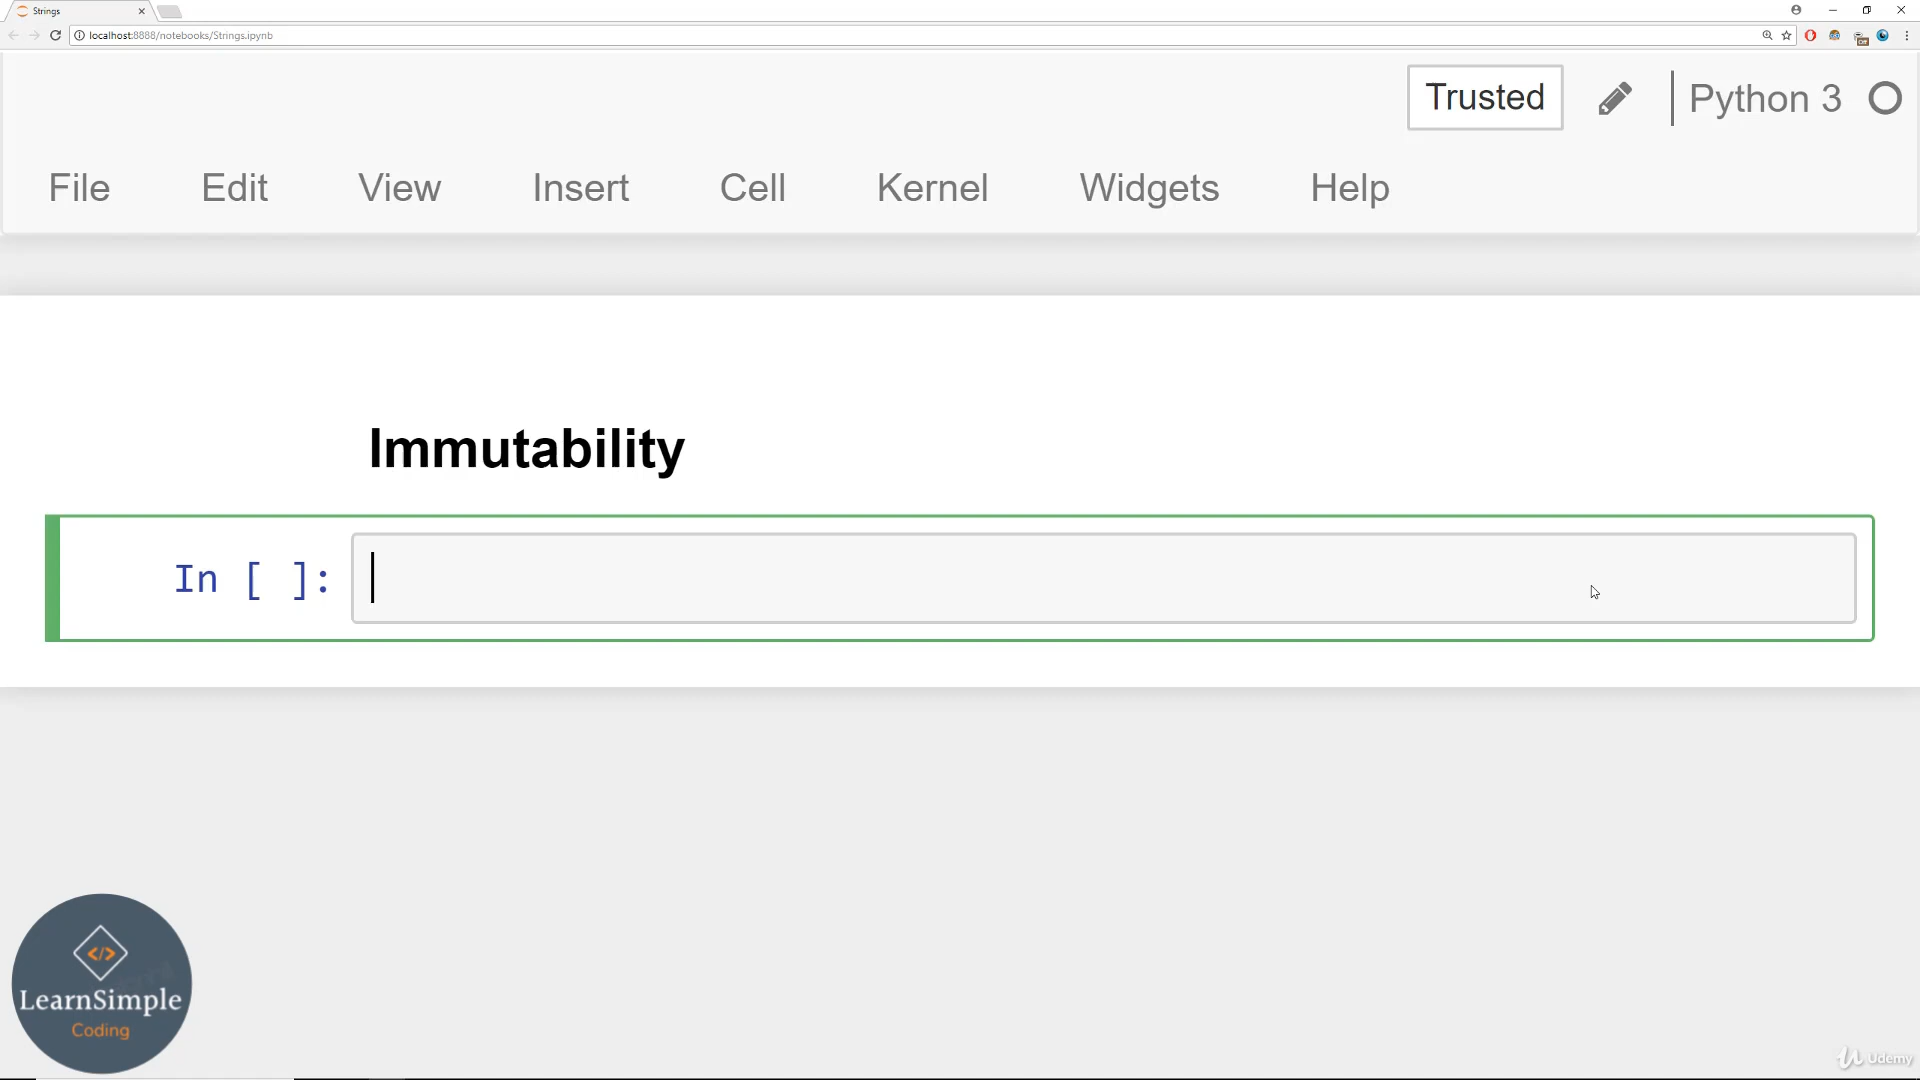 Strings
localhost:8888/notebooks/Strings.ipynb
Off
Trusted
Python 3
File Edit View Insert Cell Kernel Widgets Help
Immutability
In [ ]:
</>
LearnSimple
Coding
Udemy